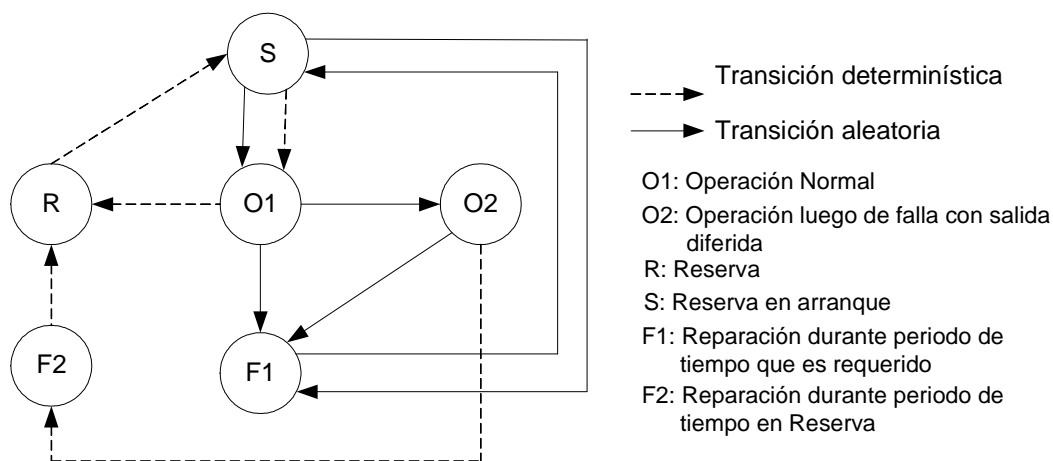 S
R
O1
O2
F2
F1
Transición determinística
Transición aleatoria
O1: Operación Normal
O2: Operación luego de falla con salida
diferida
R: Reserva
S: Reserva en arranque
F1: Reparación durante periodo de
tiempo que es requerido
F2: Reparación durante periodo de
tiempo en Reserva